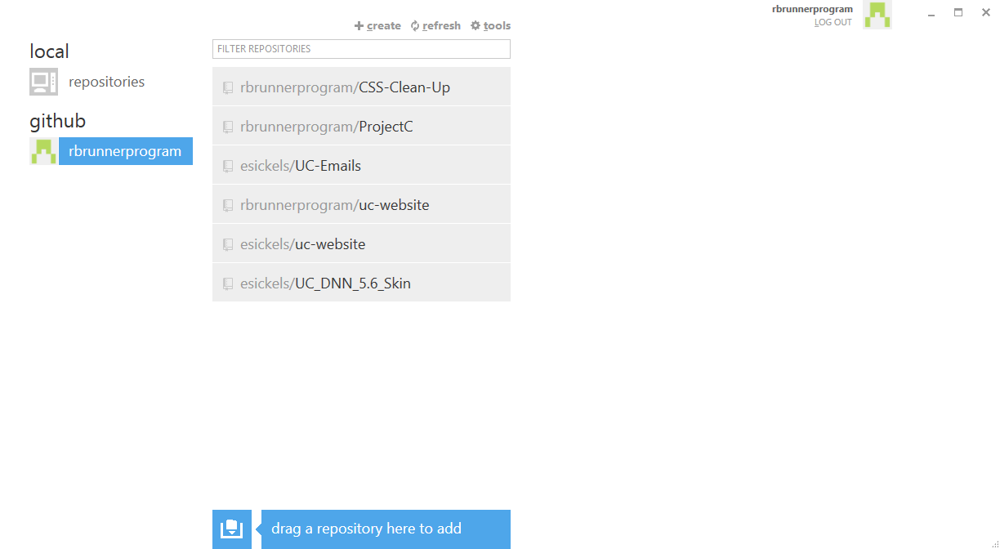 rbrunnerprogram
LOG OUT
create refresh tools
local
repositories
github
rbrunnerprogram
FILTER REPOSITORIES
rbrunnerprogram/CSS-Clean-Up
rbrunnerprogram/ProjectC
esickels/UC-Emails
rbrunnerprogram/uc-website
esickels/uc-website
esickels/UC_DNN_5.6_Skin
drag a repository here to add